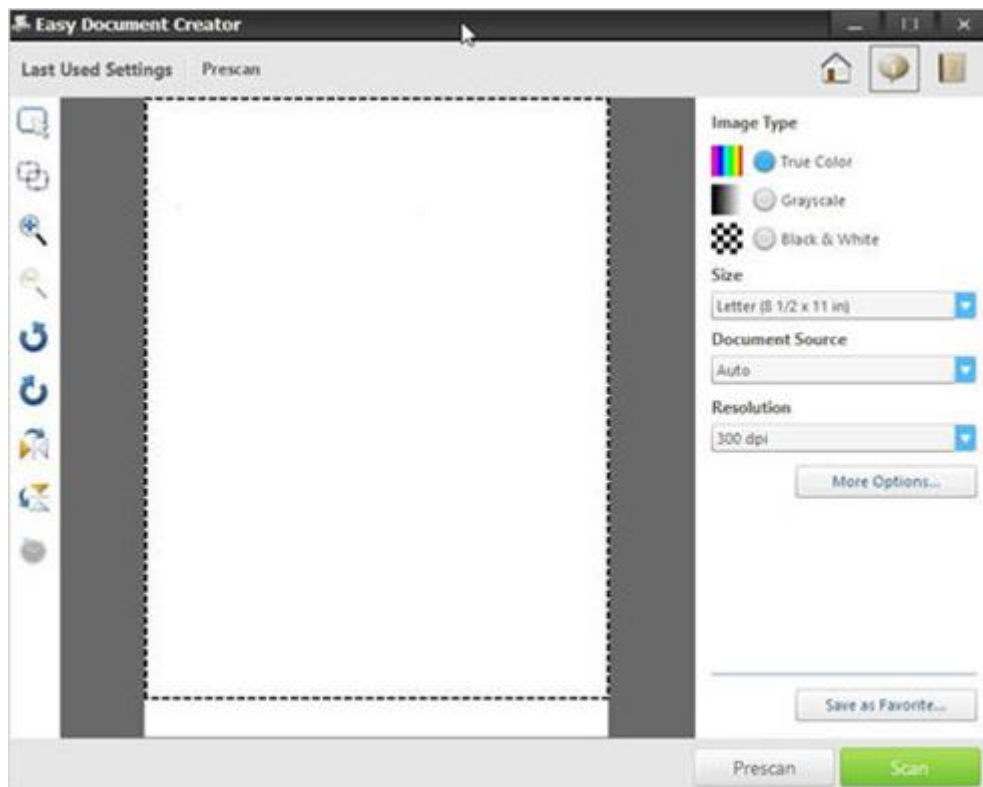 Easy Document Creator
Last Used Settings Prescan
Image Type
True Color
Grayscale
Black & White
Size
Letter (8 1/2 x 11 in)
Document Source
Auto
Resolution
300 dpi
More Options...
Save as Favorite...
Prescan Scan